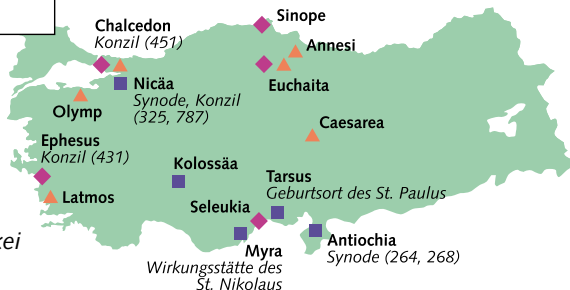 Sinope
Chalcedon
Konzil (451)
Annesi
Euchaita
Nicäa
Synode, Konzil
(325, 787)
Olymp
Caesarea
Ephesus
Konzil (431)
Kolossäa
Tarsus
Geburtsort des St. Paulus
Latmos
Seleukia
Antiochia
Synode (264, 268)
Myra
Wirkungsstätte des
St. Nikolaus
kei